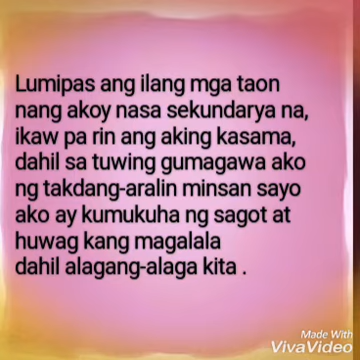 Lumipas ang ilang mga taon
nang akoy nasa sekundarya na,
ikaw pa rin ang aking kasama,
dahil sa tuwing gumagawa ako
ng takdang-aralin minsan sayo
ako ay kumukuha ng sagot at
huwag kang magalala
dahil alagang-alaga kita .
Made With
VivaVideo